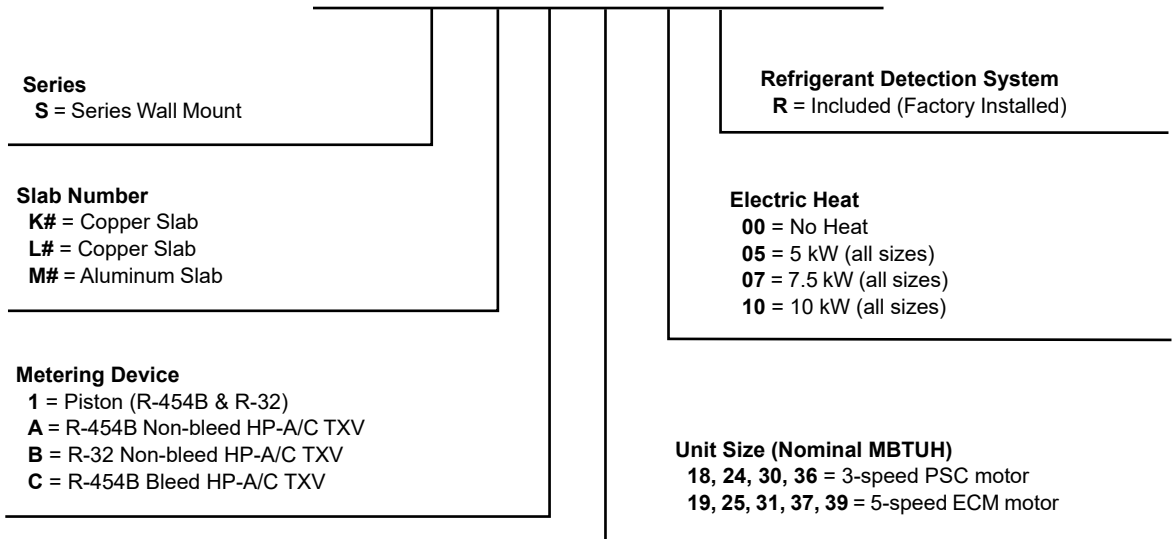 Series
S = Series Wall Mount
Slab Number
K# = Copper Slab
L# = Copper Slab
M# = Aluminum Slab
Metering Device
1 = Piston (R-454B & R-32)
A = R-454B Non-bleed HP-A/C TXV
B = R-32 Non-bleed HP-A/C TXV
C = R-454B Bleed HP-A/C TXV
Refrigerant Detection System
R = Included (Factory Installed)
Electric Heat
00 = No Heat
05 = 5 kW (all sizes)
07 = 7.5 kW (all sizes)
10 = 10 kW (all sizes)
Unit Size (Nominal MBTUH)
18, 24, 30, 36 = 3-speed PSC motor
19, 25, 31, 37, 39 = 5-speed ECM motor